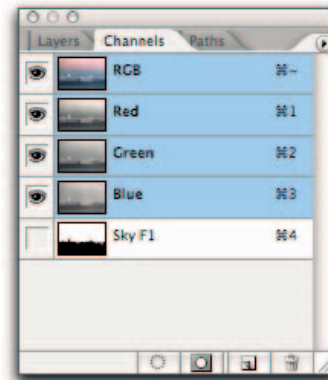 Layers Channels Paths
RGB ⌘~
Red ⌘1
Green ⌘2
Blue ⌘3
Sky F1 ⌘4